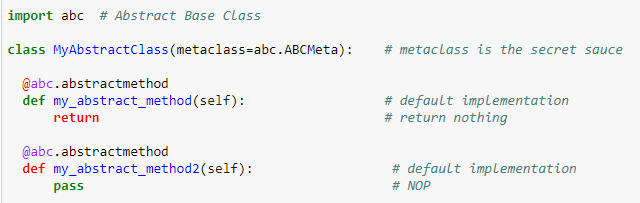 import abc  # Abstract Base Class
class MyAbstractClass(metaclass=abc.ABCMeta):    # metaclass is the secret sauce
  @abc.abstractmethod
  def my_abstract_method(self):                   # default implementation
      return                                      # return nothing
  @abc.abstractmethod
  def my_abstract_method2(self):                   # default implementation
      pass                                         # NOP